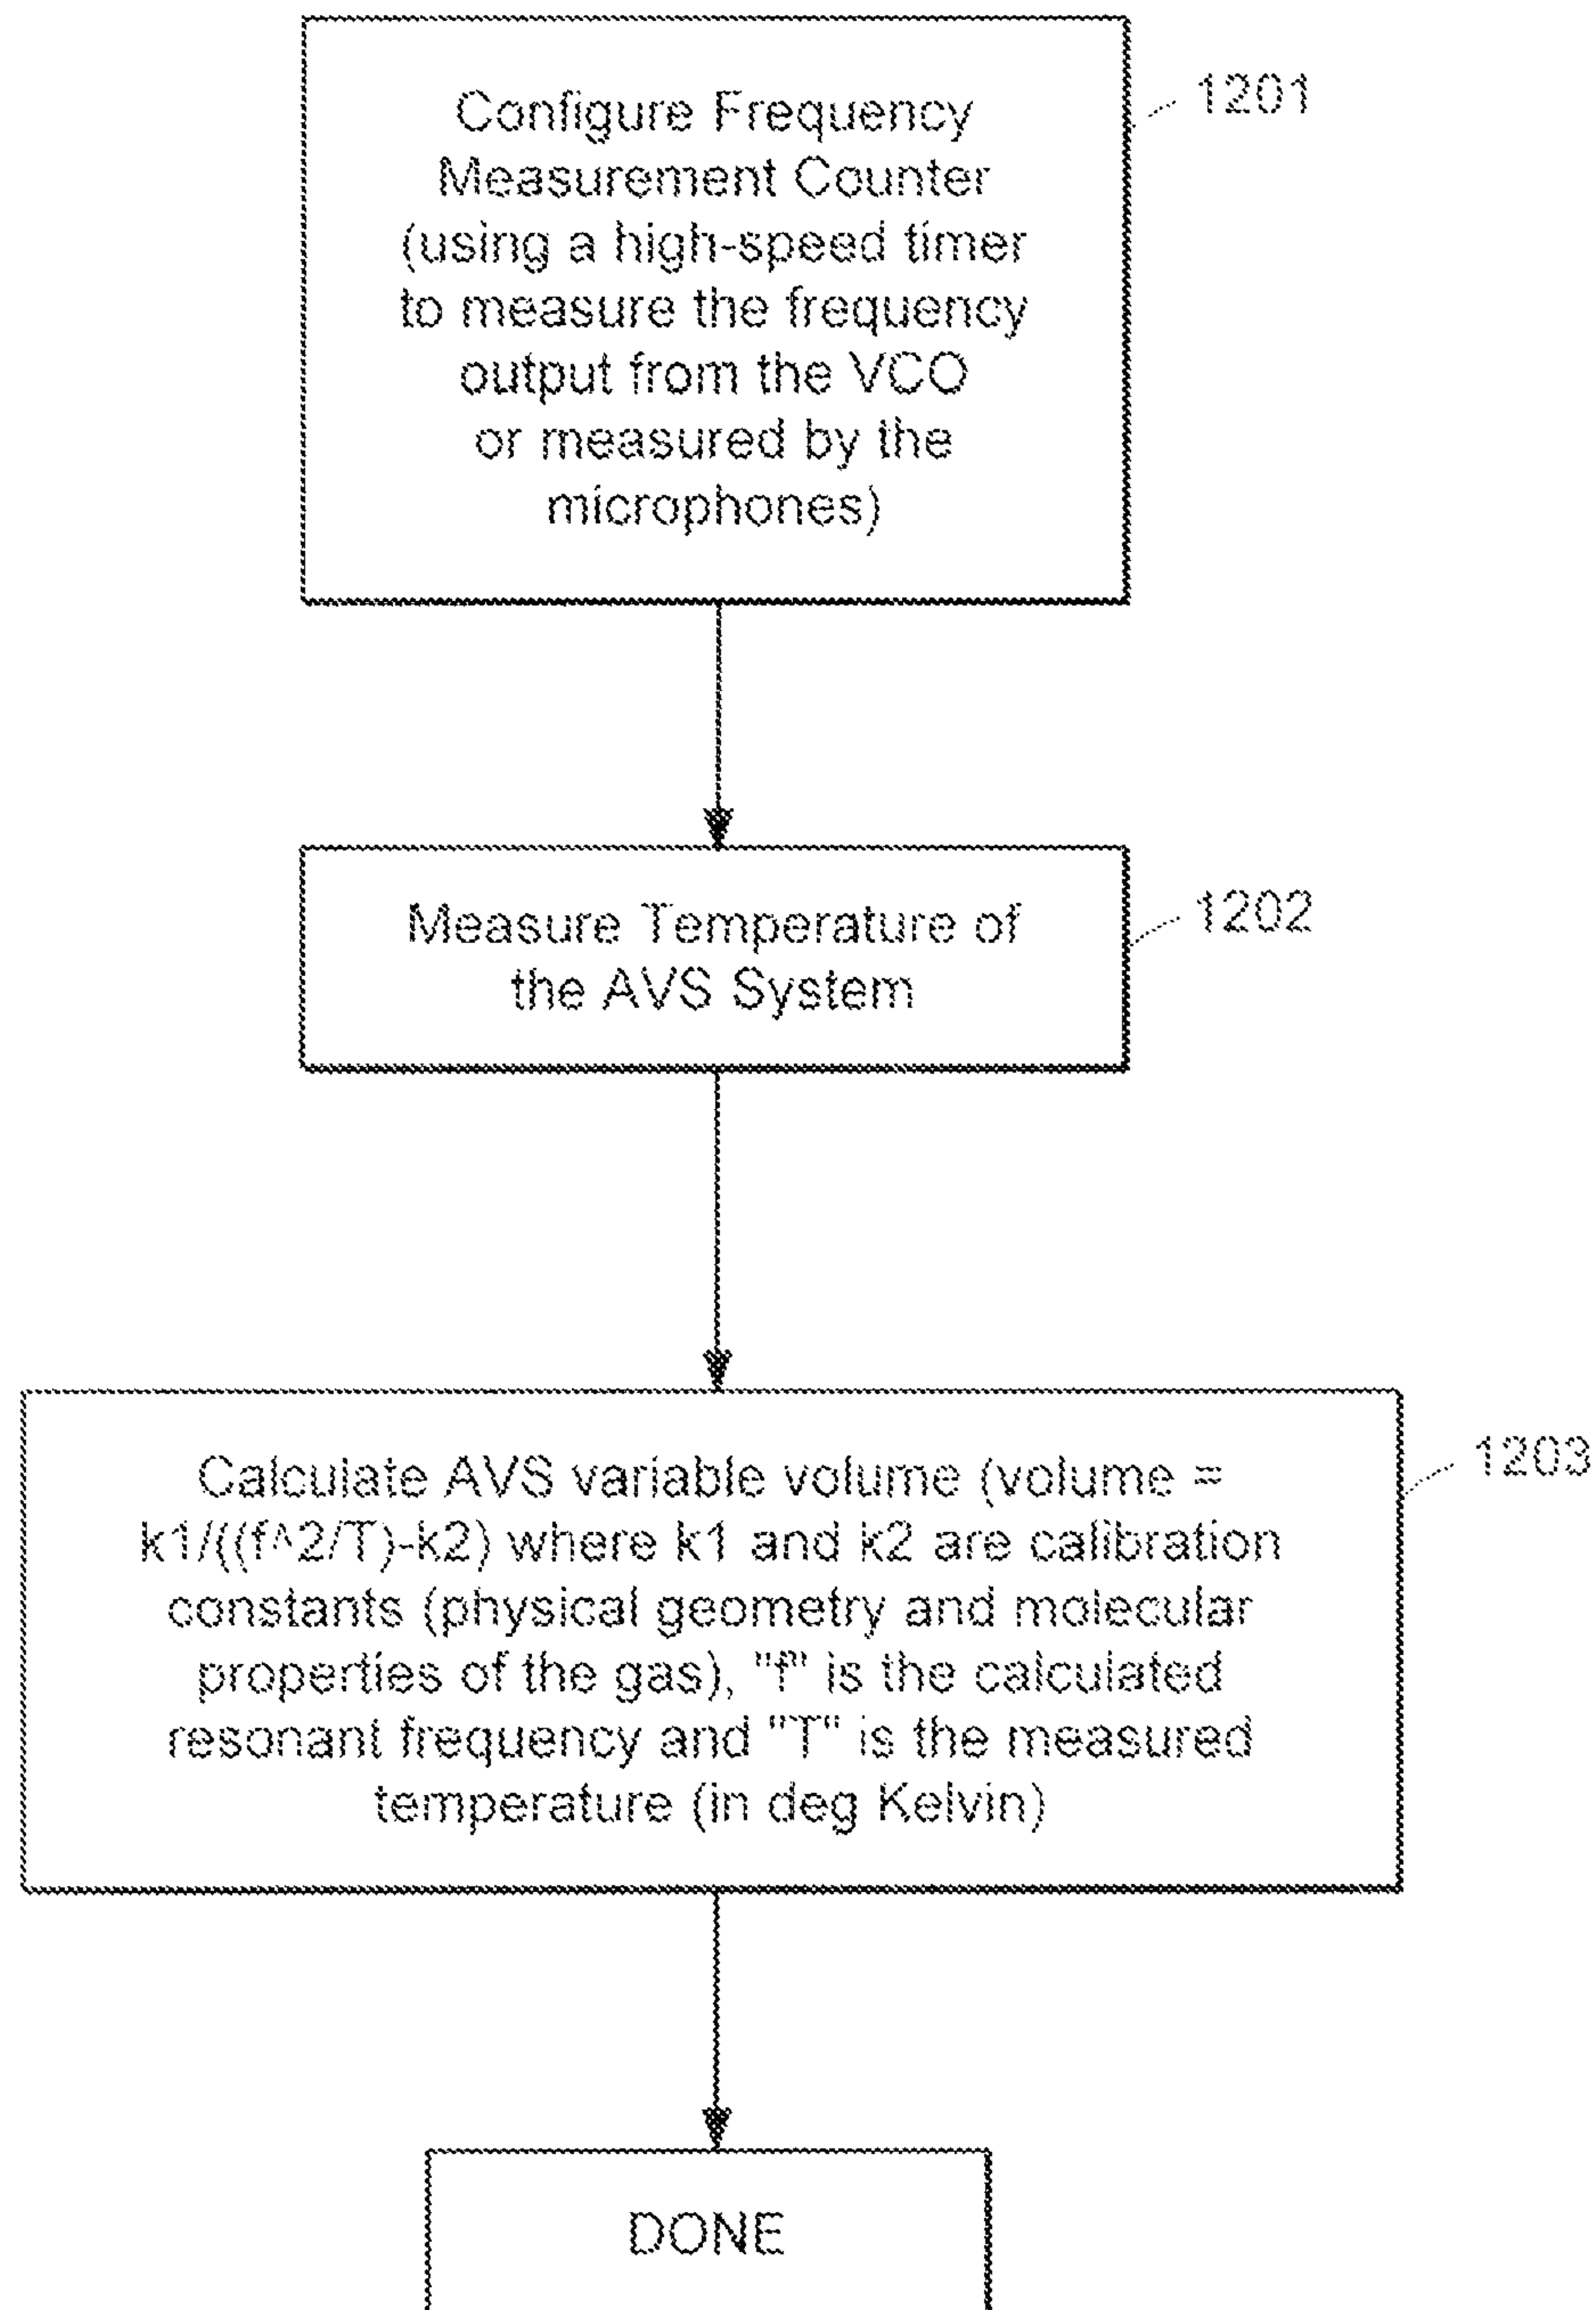 Configure Frequency
Measurement Counter
(using a high-speed timer
to measure the frequency
output from the VCO
or measured by the
microphones)
1201
Measure Temperature of
the AVS System
1202
Calculate AVS variable volume (volume =
k1/((f^2/T)-k2) where k1 and k2 are calibration
constants (physical geometry and molecular
properties of the gas), "f" is the calculated
resonant frequency and "T" is the measured
temperature (in deg Kelvin)
1203
DONE